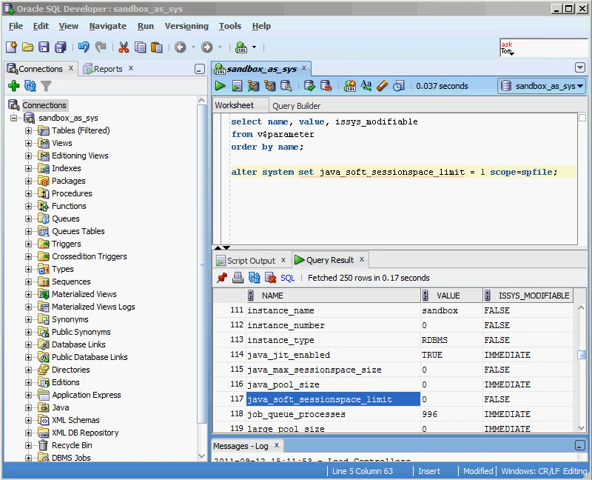 Oracle SQL Developer : sandbox_as_sys
File Edit View Navigate Run Versioning Tools Help
ask
Tom
Connections Reports
sandbox_as_sys
0.037 seconds sandbox_as_sys
Worksheet Query Builder
Connections
sandbox_as_sys
Tables (Filtered)
Views
Editioning Views
Indexes
Packages
Procedures
Functions
Queues
Queues Tables
Triggers
Crossedition Triggers
Types
Sequences
Materialized Views
Materialized Views Logs
Synonyms
Public Synonyms
Database Links
Public Database Links
Directories
Editions
Application Express
Java
XML Schemas
XML DB Repository
Recycle Bin
DBMS Jobs
select name, value, issys_modifiable
from v$parameter
order by name;
alter system set java_soft_sessionspace_limit = 1 scope=spfile;
Script Output Query Result
SQL Fetched 250 rows in 0.17 seconds
NAME VALUE ISSYS_MODIFIABLE
111 instance_name sandbox FALSE
112 instance_number 0 FALSE
113 instance_type RDBMS FALSE
114 java_jit_enabled TRUE IMMEDIATE
115 java_max_sessionspace_size 0 FALSE
116 java_pool_size 0 IMMEDIATE
117 java_soft_sessionspace_limit 0 FALSE
118 job_queue_processes 996 IMMEDIATE
119 large_pool_size 0 IMMEDIATE
Messages - Log
Line 5 Column 63 Insert Modified Windows: CR/LF Editing